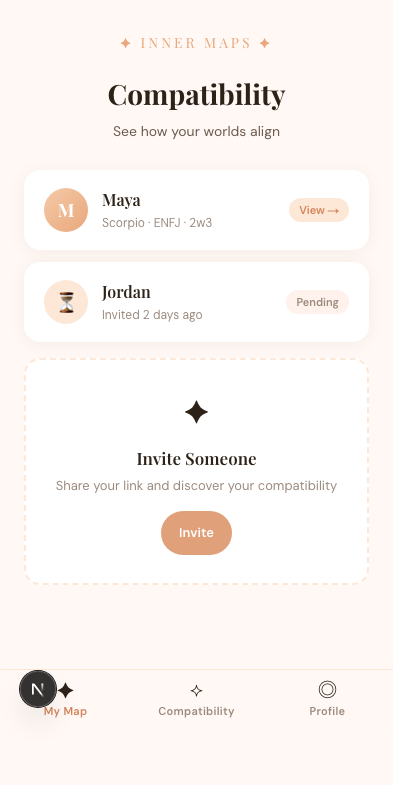 ✦ INNER MAPS ✦
Compatibility
See how your worlds align
M
Maya
Scorpio · ENFJ · 2w3
View →
Jordan
Invited 2 days ago
Pending
Invite Someone
Share your link and discover your compatibility
Invite
N
My Map
Compatibility
Profile